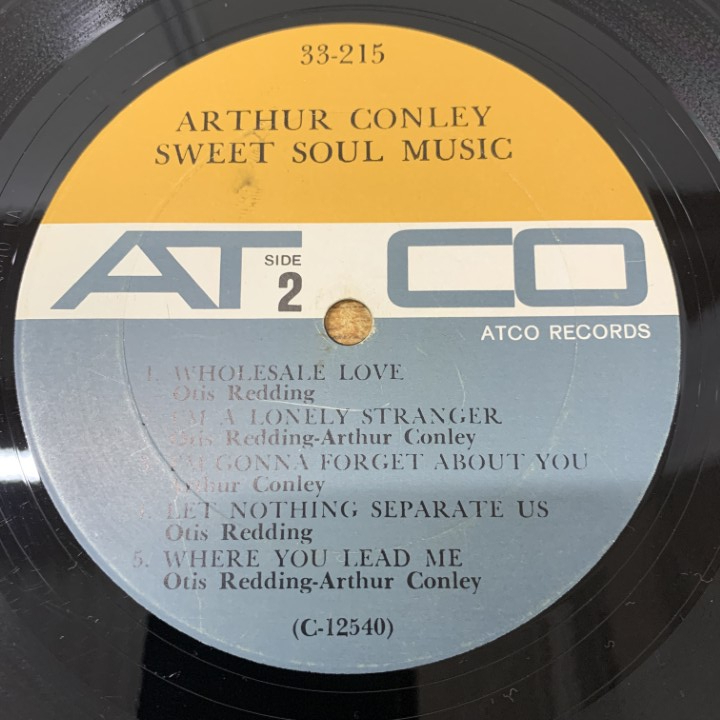 33-215
ARTHUR CONLEY
SWEET SOUL MUSIC
ATCO
SIDE
2
ATCO RECORDS
1. WHOLESALE LOVE
Otis Redding
I'M A LONELY STRANGER
Otis Redding-Arthur Conley
I'M GONNA FORGET ABOUT YOU
Arthur Conley
LET NOTHING SEPARATE US
Otis Redding
5. WHERE YOU LEAD ME
Otis Redding-Arthur Conley
(C-12540)